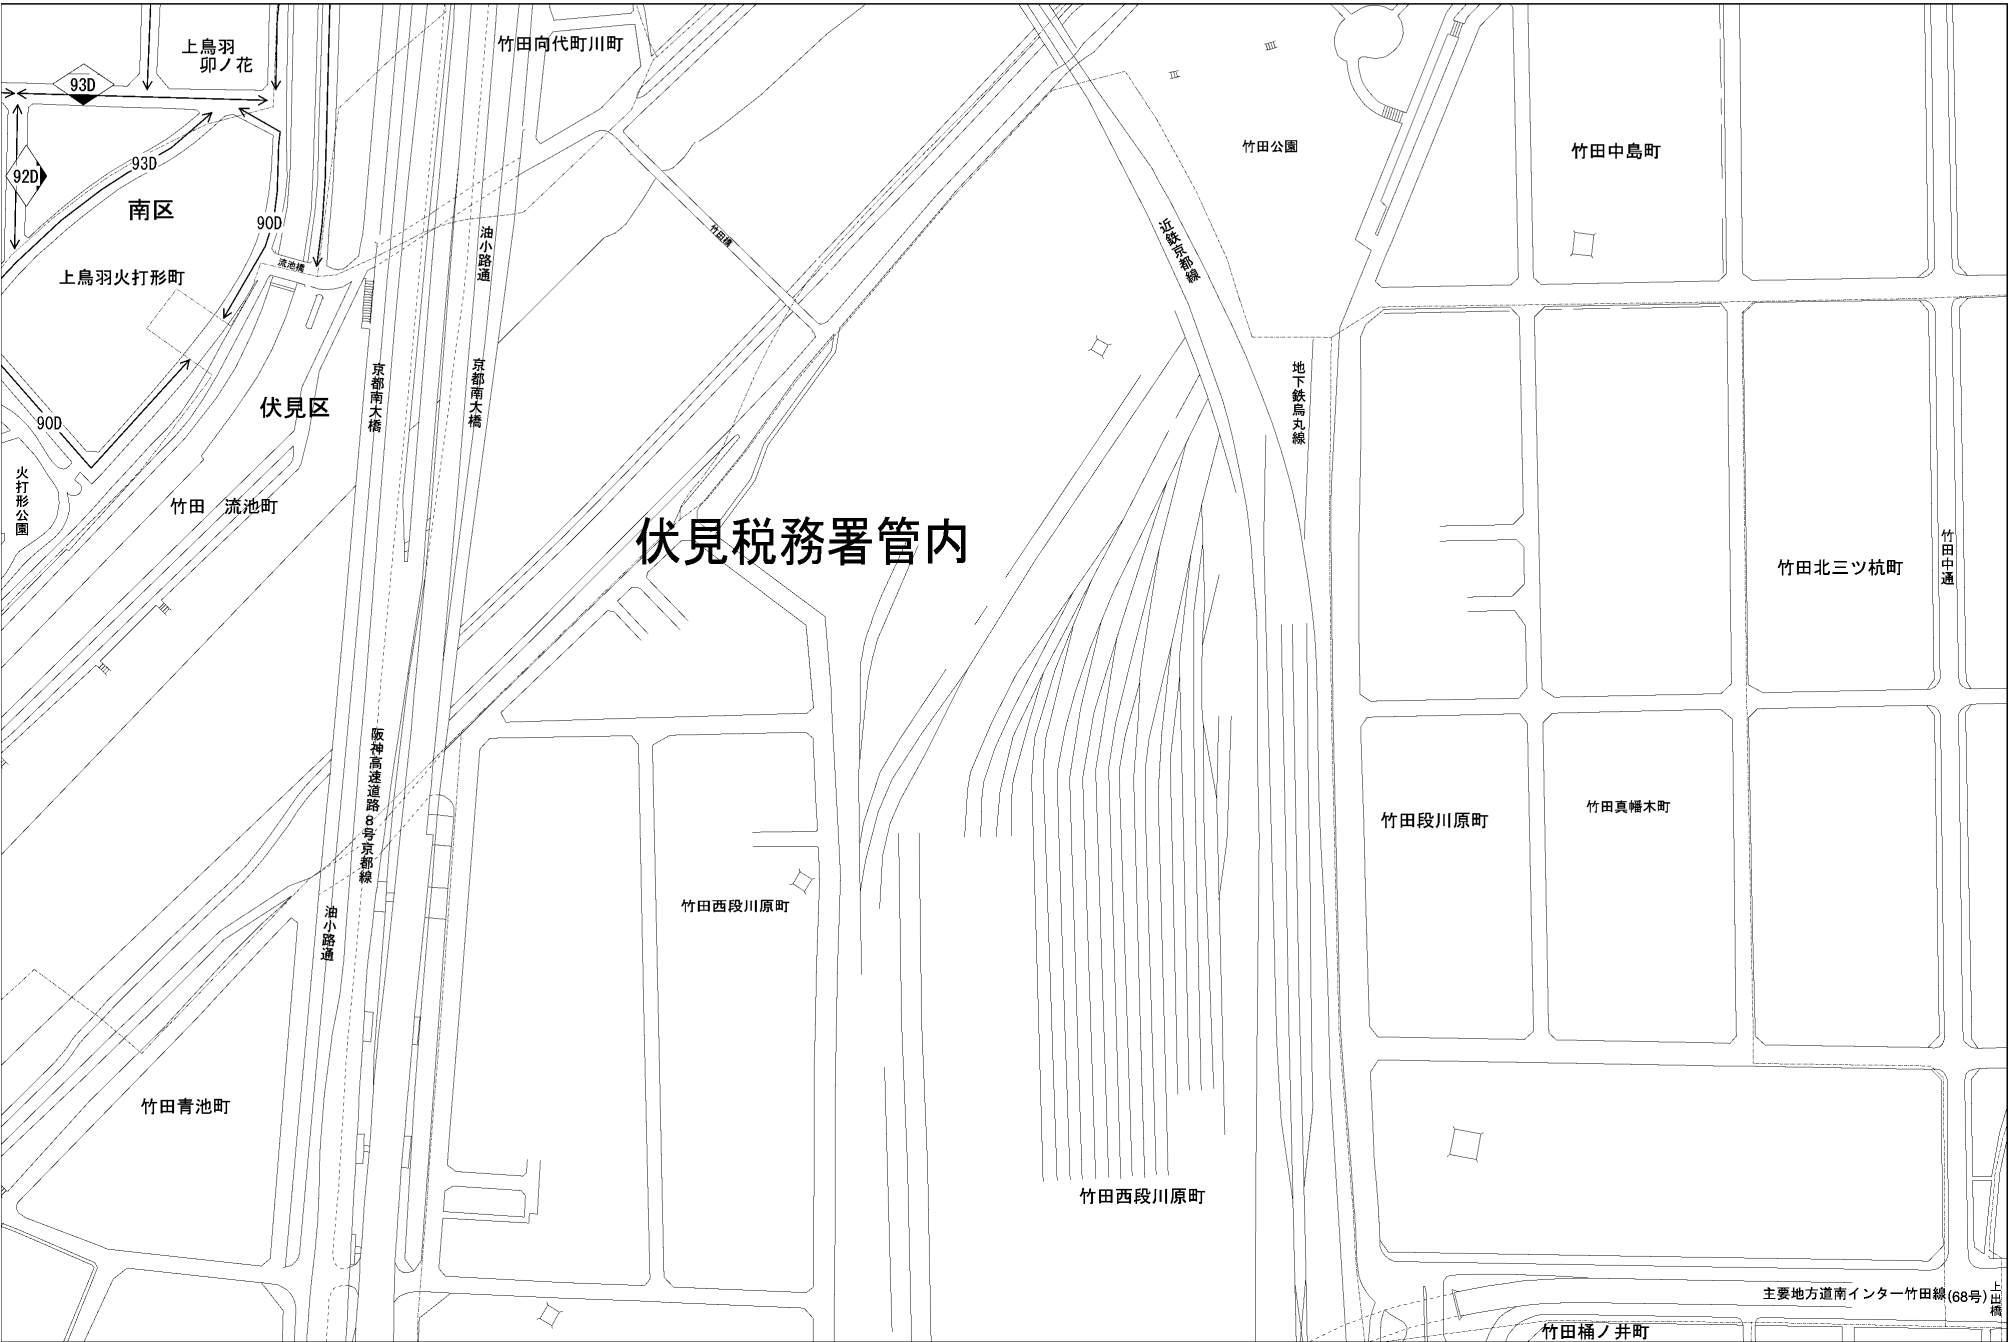 上鳥羽
卯ノ花
竹田向代町川町
93D
93D
92D
南区
90D
竹田公園
竹田中島町
油小路通
竹田橋
近鉄京都線
流池橋
上鳥羽火打形町
京都南大橋
京都南大橋
地下鉄烏丸線
伏見区
90D
火打形公園
竹田 流池町
伏見税務署管内
竹田中通
竹田北三ツ杭町
阪神高速道路8号京都線
竹田段川原町
竹田真幡木町
竹田西段川原町
油小路通
竹田青池町
竹田西段川原町
主要地方道南インター竹田線(68号)
上出橋
竹田桶ノ井町